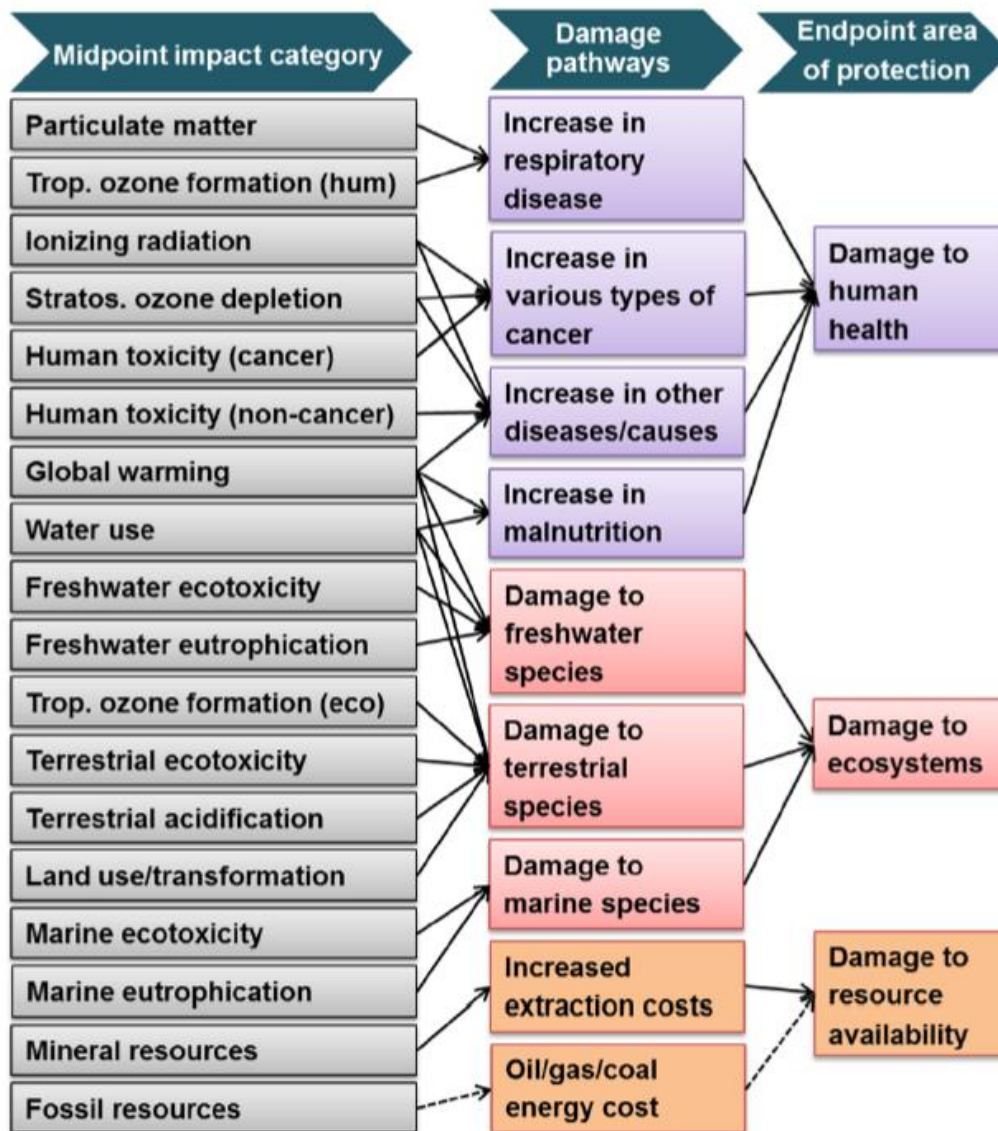 Midpoint impact category
Damage
pathways
Endpoint area
of protection
Particulate matter
Trop. ozone formation (hum)
Ionizing radiation
Stratos. ozone depletion
Human toxicity (cancer)
Human toxicity (non-cancer)
Global warming
Water use
Freshwater ecotoxicity
Freshwater eutrophication
Trop. ozone formation (eco)
Terrestrial ecotoxicity
Terrestrial acidification
Land use/transformation
Marine ecotoxicity
Marine eutrophication
Mineral resources
Fossil resources
Increase in
respiratory
disease
Increase in
various types of
cancer
Increase in other
diseases/causes
Increase in
malnutrition
Damage to
freshwater
species
Damage to
terrestrial
species
Damage to
marine species
Increased
extraction costs
Oil/gas/coal
energy cost
Damage to
human
health
Damage to
ecosystems
Damage to
resource
availability